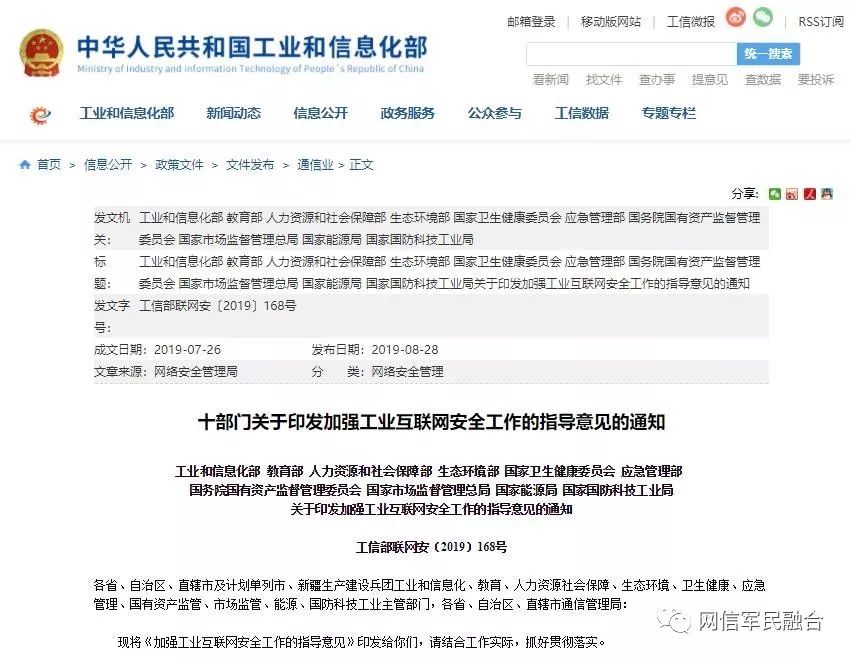 邮箱登录 | 移动版网站 | 工信微报 | RSS订阅
中华人民共和国工业和信息化部
统一搜索
Ministry of Industry and Information Technology of People's Republic of China
看新闻 找文件 查办事 提意见 查数据 要投诉
工业和信息化部 新闻动态 信息公开 政务服务 公众参与 工信数据 专题专栏
首页 > 信息公开 > 政策文件 > 文件发布 > 通信业 > 正文
分享:
发文机 工业和信息化部 教育部 人力资源和社会保障部 生态环境部 国家卫生健康委员会 应急管理部 国务院国有资产监督管理
关: 委员会 国家市场监督管理总局 国家能源局 国家国防科技工业局
标 工业和信息化部 教育部 人力资源和社会保障部 生态环境部 国家卫生健康委员会 应急管理部 国务院国有资产监督管理
题: 委员会 国家市场监督管理总局 国家能源局 国家国防科技工业局关于印发加强工业互联网安全工作的指导意见的通知
发文字 工信部联网安〔2019〕168号
号:
成文日期: 2019-07-26 发布日期: 2019-08-28
文章来源: 网络安全管理局 分 类: 网络安全管理
十部门关于印发加强工业互联网安全工作的指导意见的通知
工业和信息化部 教育部 人力资源和社会保障部 生态环境部 国家卫生健康委员会 应急管理部
国务院国有资产监督管理委员会 国家市场监督管理总局 国家能源局 国家国防科技工业局
关于印发加强工业互联网安全工作的指导意见的通知
工信部联网安〔2019〕168号
各省、自治区、直辖市及计划单列市、新疆生产建设兵团工业和信息化、教育、人力资源社会保障、生态环境、卫生健康、应急
管理、国有资产监管、市场监管、能源、国防科技工业主管部门，各省、自治区、直辖市通信管理局：
现将《加强工业互联网安全工作的指导意见》印发给你们，请结合工作实际，抓好贯彻落实。
网信军民融合